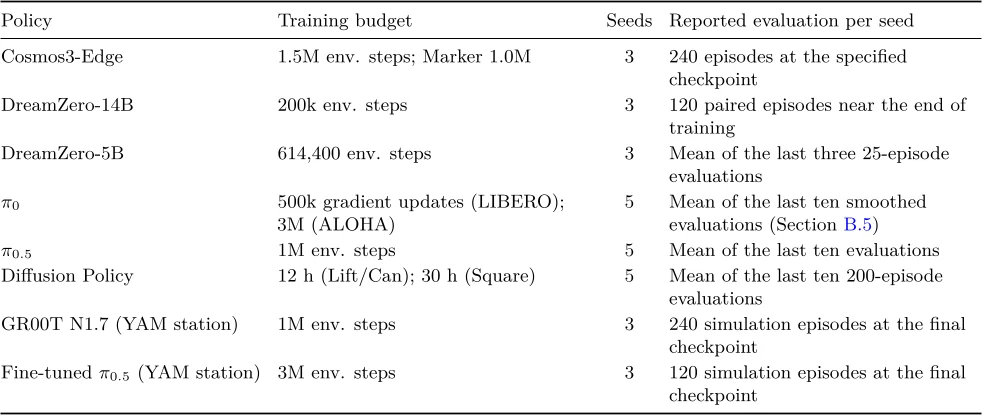 Policy Training budget Seeds Reported evaluation per seed
Cosmos3-Edge 1.5M env. steps; Marker 1.0M 3 240 episodes at the specified
checkpoint
DreamZero-14B 200k env. steps 3 120 paired episodes near the end of
training
DreamZero-5B 614,400 env. steps 3 Mean of the last three 25-episode
evaluations
π₀ 500k gradient updates (LIBERO); 5 Mean of the last ten smoothed
3M (ALOHA) evaluations (Section B.5)
π₀.₅ 1M env. steps 5 Mean of the last ten evaluations
Diffusion Policy 12 h (Lift/Can); 30 h (Square) 5 Mean of the last ten 200-episode
evaluations
GR00T N1.7 (YAM station) 1M env. steps 3 240 simulation episodes at the final
checkpoint
Fine-tuned π₀.₅ (YAM station) 3M env. steps 3 120 simulation episodes at the final
checkpoint